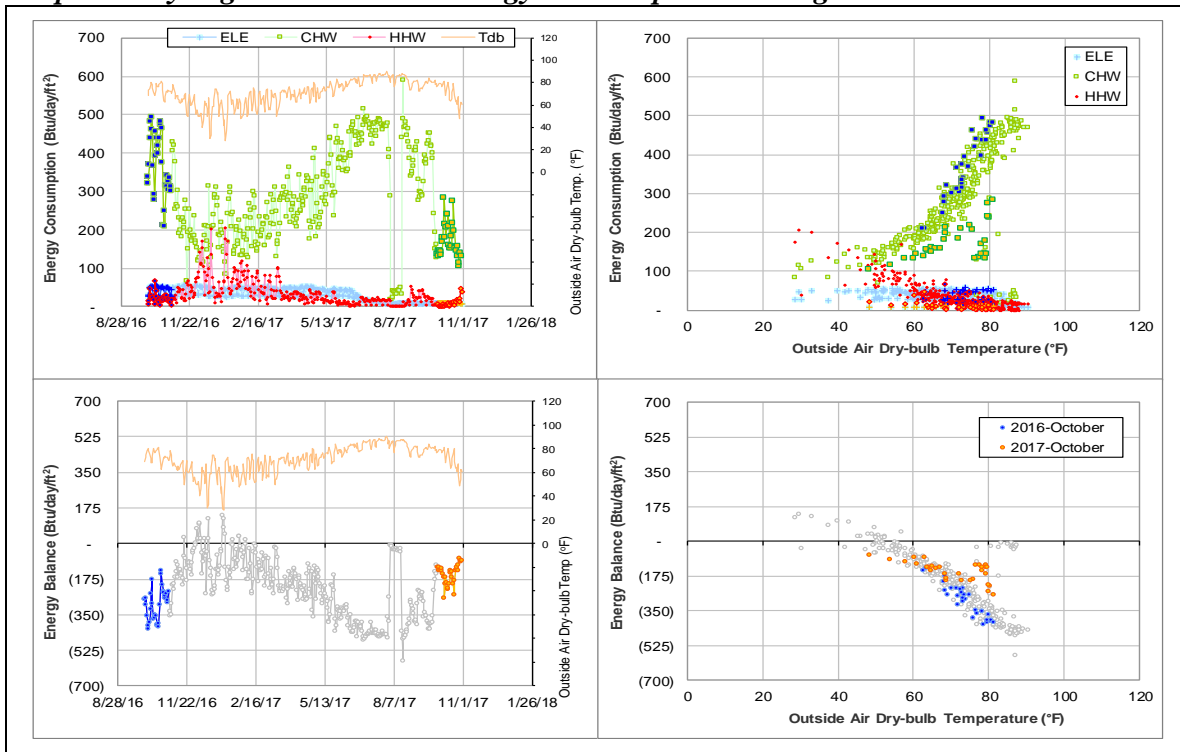 700
600
500
400
300
200
100
-
Energy Consumption (Btu/day/ft²)
ELE CHW HHW Tdb
120
100
80
60
40
20
0
Outside Air Dry-bulb Temp. (°F)
8/28/16 11/22/16 2/16/17 5/13/17 8/7/17 11/1/17 1/26/18
700
600
500
400
300
200
100
-
Energy Consumption (Btu/day/ft²)
ELE
CHW
HHW
0 20 40 60 80 100 120
Outside Air Dry-bulb Temperature (°F)
700
525
350
175
-
(175)
(350)
(525)
(700)
Energy Balance (Btu/day/ft²)
120
100
80
60
40
20
0
Outside Air Dry-bulb Temp (°F)
8/28/16 11/22/16 2/16/17 5/13/17 8/7/17 11/1/17 1/26/18
700
525
350
175
-
(175)
(350)
(525)
(700)
Energy Balance (Btu/day/ft²)
2016-October
2017-October
0 20 40 60 80 100 120
Outside Air Dry-bulb Temperature (°F)